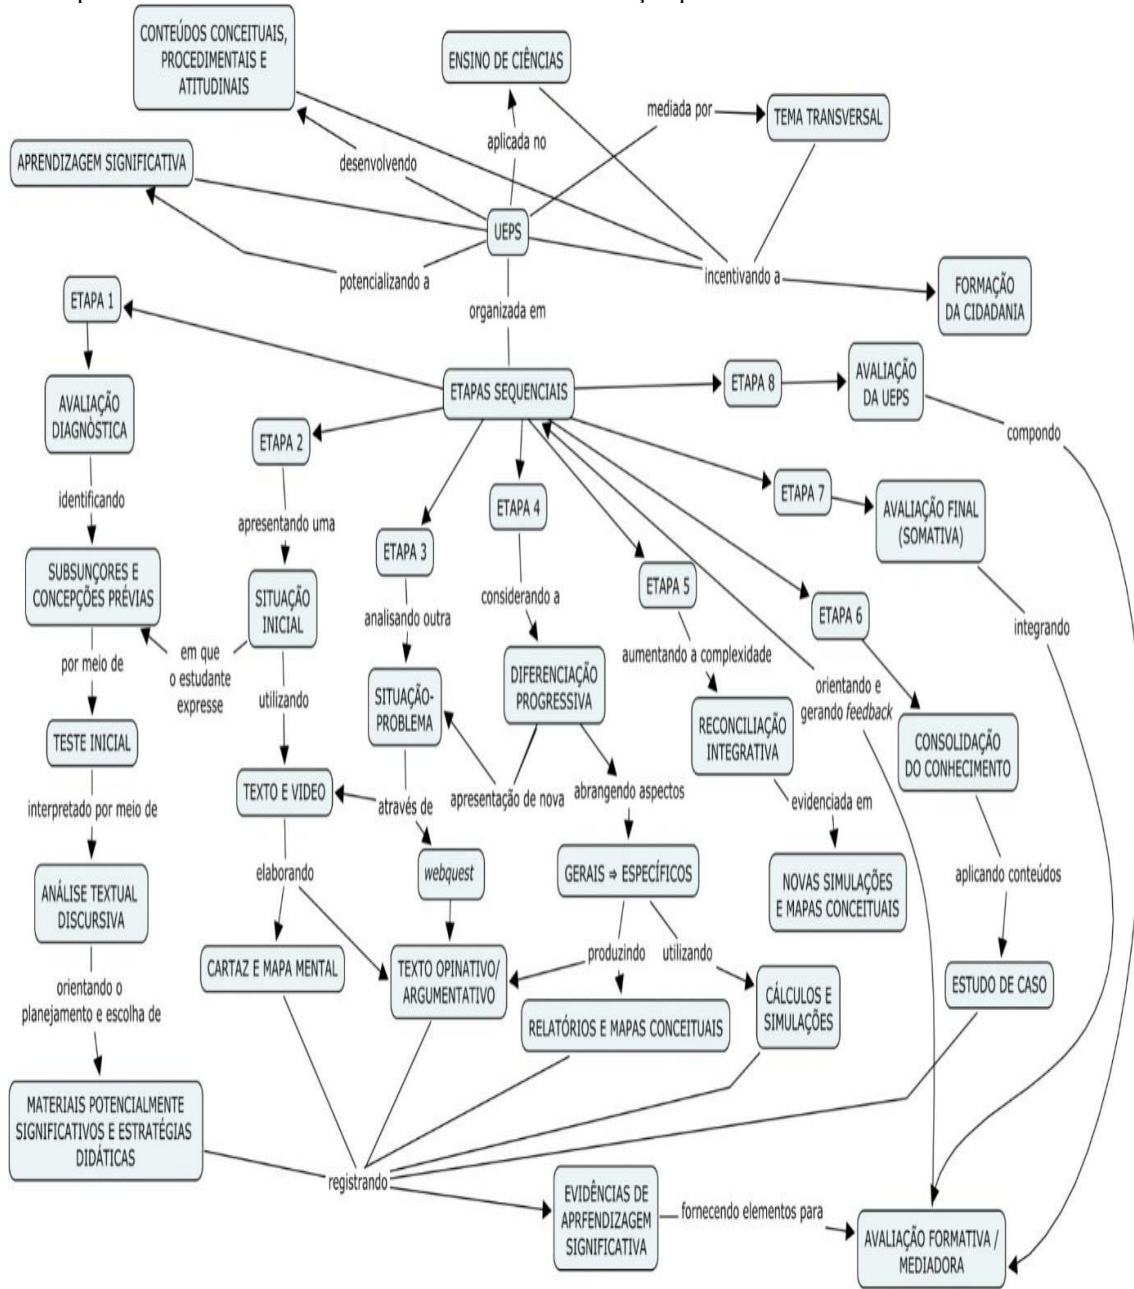 CONTEÚDOS CONCEITUAIS,
PROCEDIMENTAIS E
ATITUDINAIS
ENSINO DE CIÊNCIAS
mediada por
TEMA TRANSVERSAL
aplicada no
APRENDIZAGEM SIGNIFICATIVA
desenvolvendo
UEPS
potencializando a
incentivando a
FORMAÇÃO
DA CIDADANIA
organizada em
ETAPA 1
ETAPAS SEQUENCIAIS
ETAPA 8
AVALIAÇÃO
DA UEPS
compondo
AVALIAÇÃO
DIAGNÒSTICA
ETAPA 2
ETAPA 7
AVALIAÇÃO FINAL
(SOMATIVA)
identificando
apresentando uma
ETAPA 4
ETAPA 3
SUBSUNÇORES E
CONCEPÇÕES PRÉVIAS
SITUAÇÃO
INICIAL
analisando outra
considerando a
ETAPA 5
ETAPA 6
integrando
por meio de
em que
o estudante
expresse
utilizando
SITUAÇÃO-
PROBLEMA
DIFERENCIAÇÃO
PROGRESSIVA
aumentando a complexidade
orientando e
gerando feedback
RECONCILIAÇÃO
INTEGRATIVA
CONSOLIDAÇÃO
DO CONHECIMENTO
TESTE INICIAL
TEXTO E VIDEO
através de
apresentação de nova
abrangendo aspectos
evidenciada em
interpretado por meio de
elaborando
webquest
GERAIS ⇒ ESPECÍFICOS
NOVAS SIMULAÇÕES
E MAPAS CONCEITUAIS
aplicando conteúdos
ANÁLISE TEXTUAL
DISCURSIVA
CARTAZ E MAPA MENTAL
TEXTO OPINATIVO/
ARGUMENTATIVO
produzindo
utilizando
CÁLCULOS E
SIMULAÇÕES
ESTUDO DE CASO
orientando o
planejamento e escolha de
RELATÓRIOS E MAPAS CONCEITUAIS
MATERIAIS POTENCIALMENTE
SIGNIFICATIVOS E ESTRATÉGIAS
DIDÁTICAS
registrando
EVIDÊNCIAS DE
APRFENDIZAGEM
SIGNIFICATIVA
fornecendo elementos para
AVALIAÇÃO FORMATIVA /
MEDIADORA